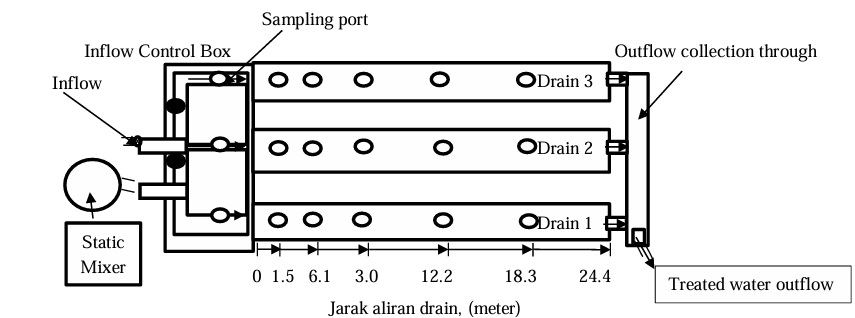 Sampling port
Inflow Control Box
Outflow collection through
Inflow
Drain 3
Drain 2
Drain 1
Static
Mixer
0 1.5 6.1 3.0 12.2 18.3 24.4
Treated water outflow
Jarak aliran drain, (meter)